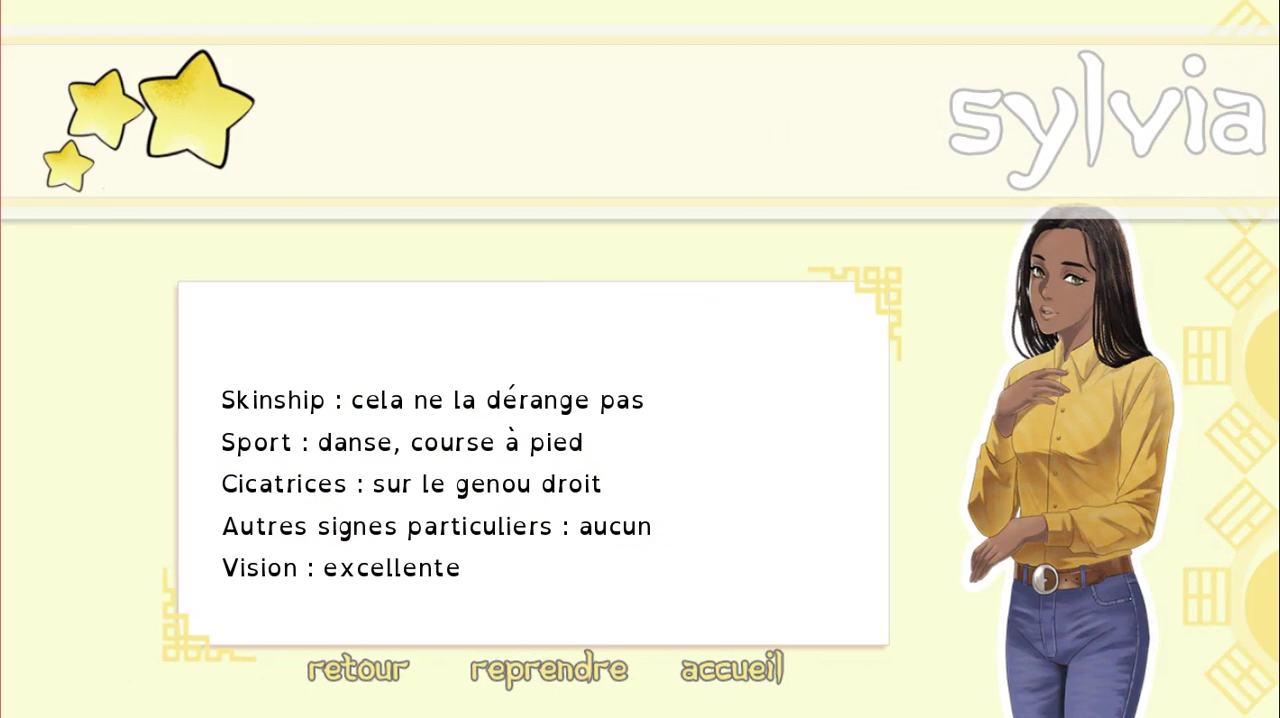 sylvia
Skinship : cela ne la dérange pas
Sport : danse, course à pied
Cicatrices : sur le genou droit
Autres signes particuliers : aucun
Vision : excellente
retour reprendre accueil